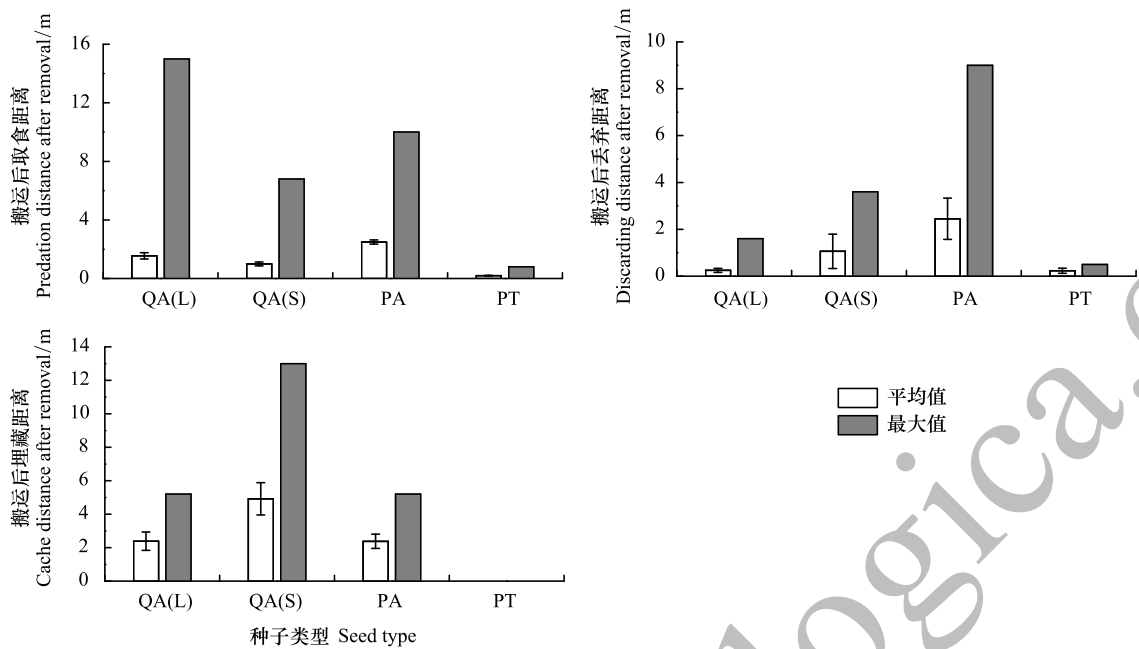 搬运后取食距离
Predation distance after removal/m
16
12
8
4
0
QA(L) QA(S) PA PT
搬运后丢弃距离
Discarding distance after removal/m
10
8
6
4
2
0
QA(L) QA(S) PA PT
搬运后埋藏距离
Cache distance after removal/m
14
12
10
8
6
4
2
0
QA(L) QA(S) PA PT
种子类型 Seed type
平均值
最大值
logica.